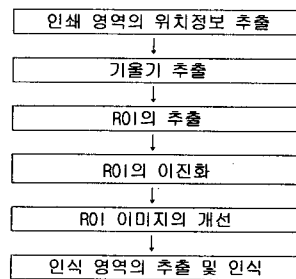 인쇄 영역의 위치정보 추출
기울기 추출
ROI의 추출
ROI의 이진화
ROI 이미지의 개선
인식 영역의 추출 및 인식